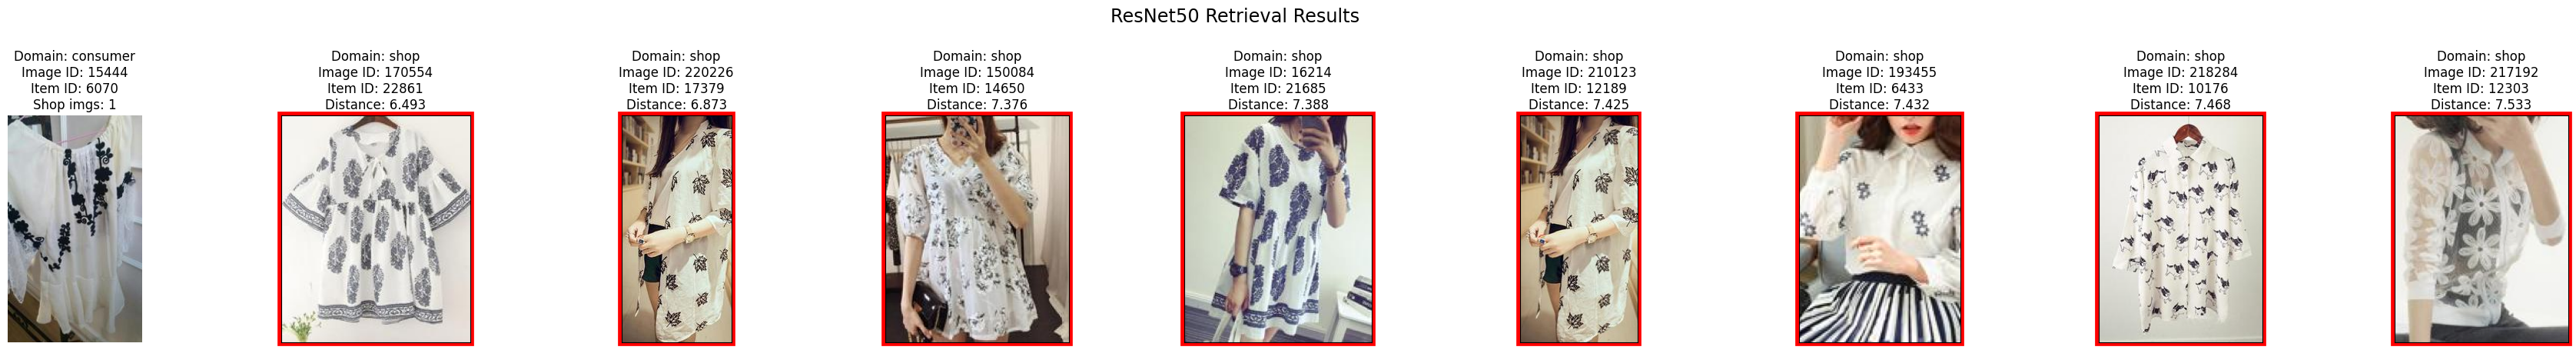 ResNet50 Retrieval Results
Domain: consumer
Image ID: 15444
Item ID: 6070
Shop imgs: 1
Domain: shop
Image ID: 170554
Item ID: 22861
Distance: 6.493
Domain: shop
Image ID: 220226
Item ID: 17379
Distance: 6.873
Domain: shop
Image ID: 150084
Item ID: 14650
Distance: 7.376
Domain: shop
Image ID: 16214
Item ID: 21685
Distance: 7.388
Domain: shop
Image ID: 210123
Item ID: 12189
Distance: 7.425
Domain: shop
Image ID: 193455
Item ID: 6433
Distance: 7.432
Domain: shop
Image ID: 218284
Item ID: 10176
Distance: 7.468
Domain: shop
Image ID: 217192
Item ID: 12303
Distance: 7.533